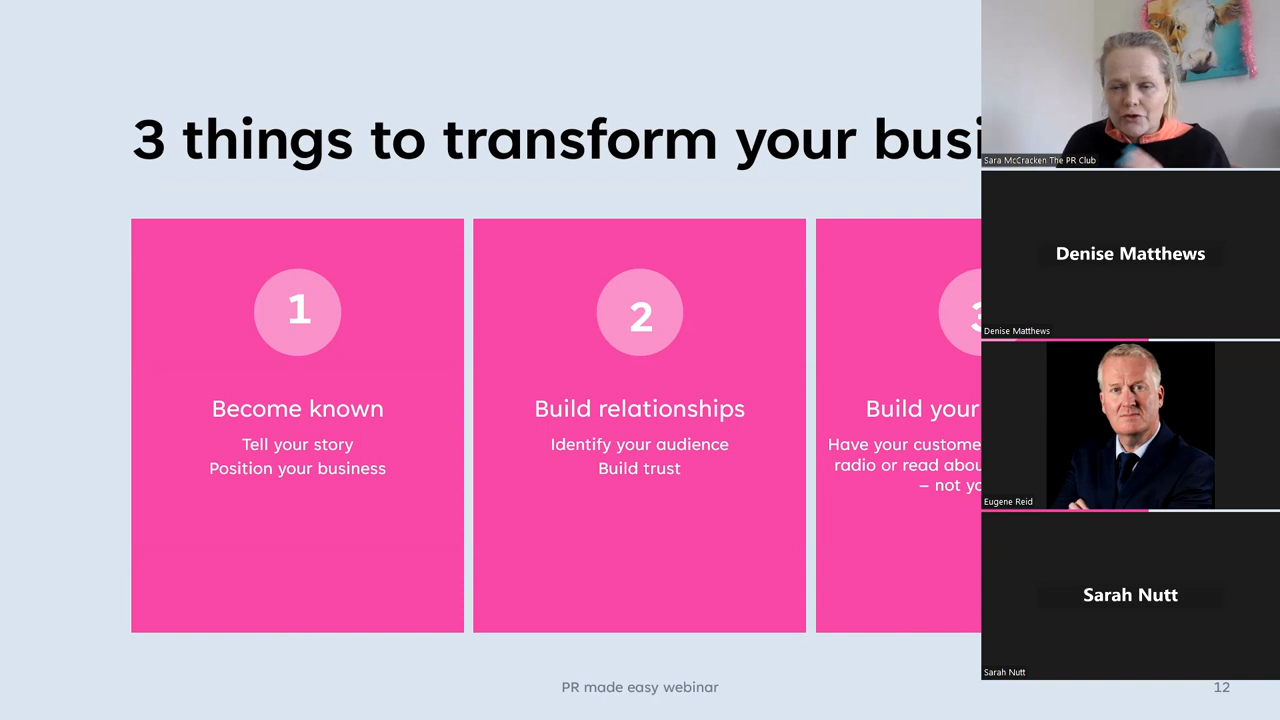 3 things to transform your busi
1
Become known
Tell your story
Position your business
2
Build relationships
Identify your audience
Build trust
3
Build your
Have your custome
radio or read abou
– not yo
PR made easy webinar
12
Sara McCracken The PR Club
Denise Matthews
Denise Matthews
Eugene Reid
Sarah Nutt
Sarah Nutt